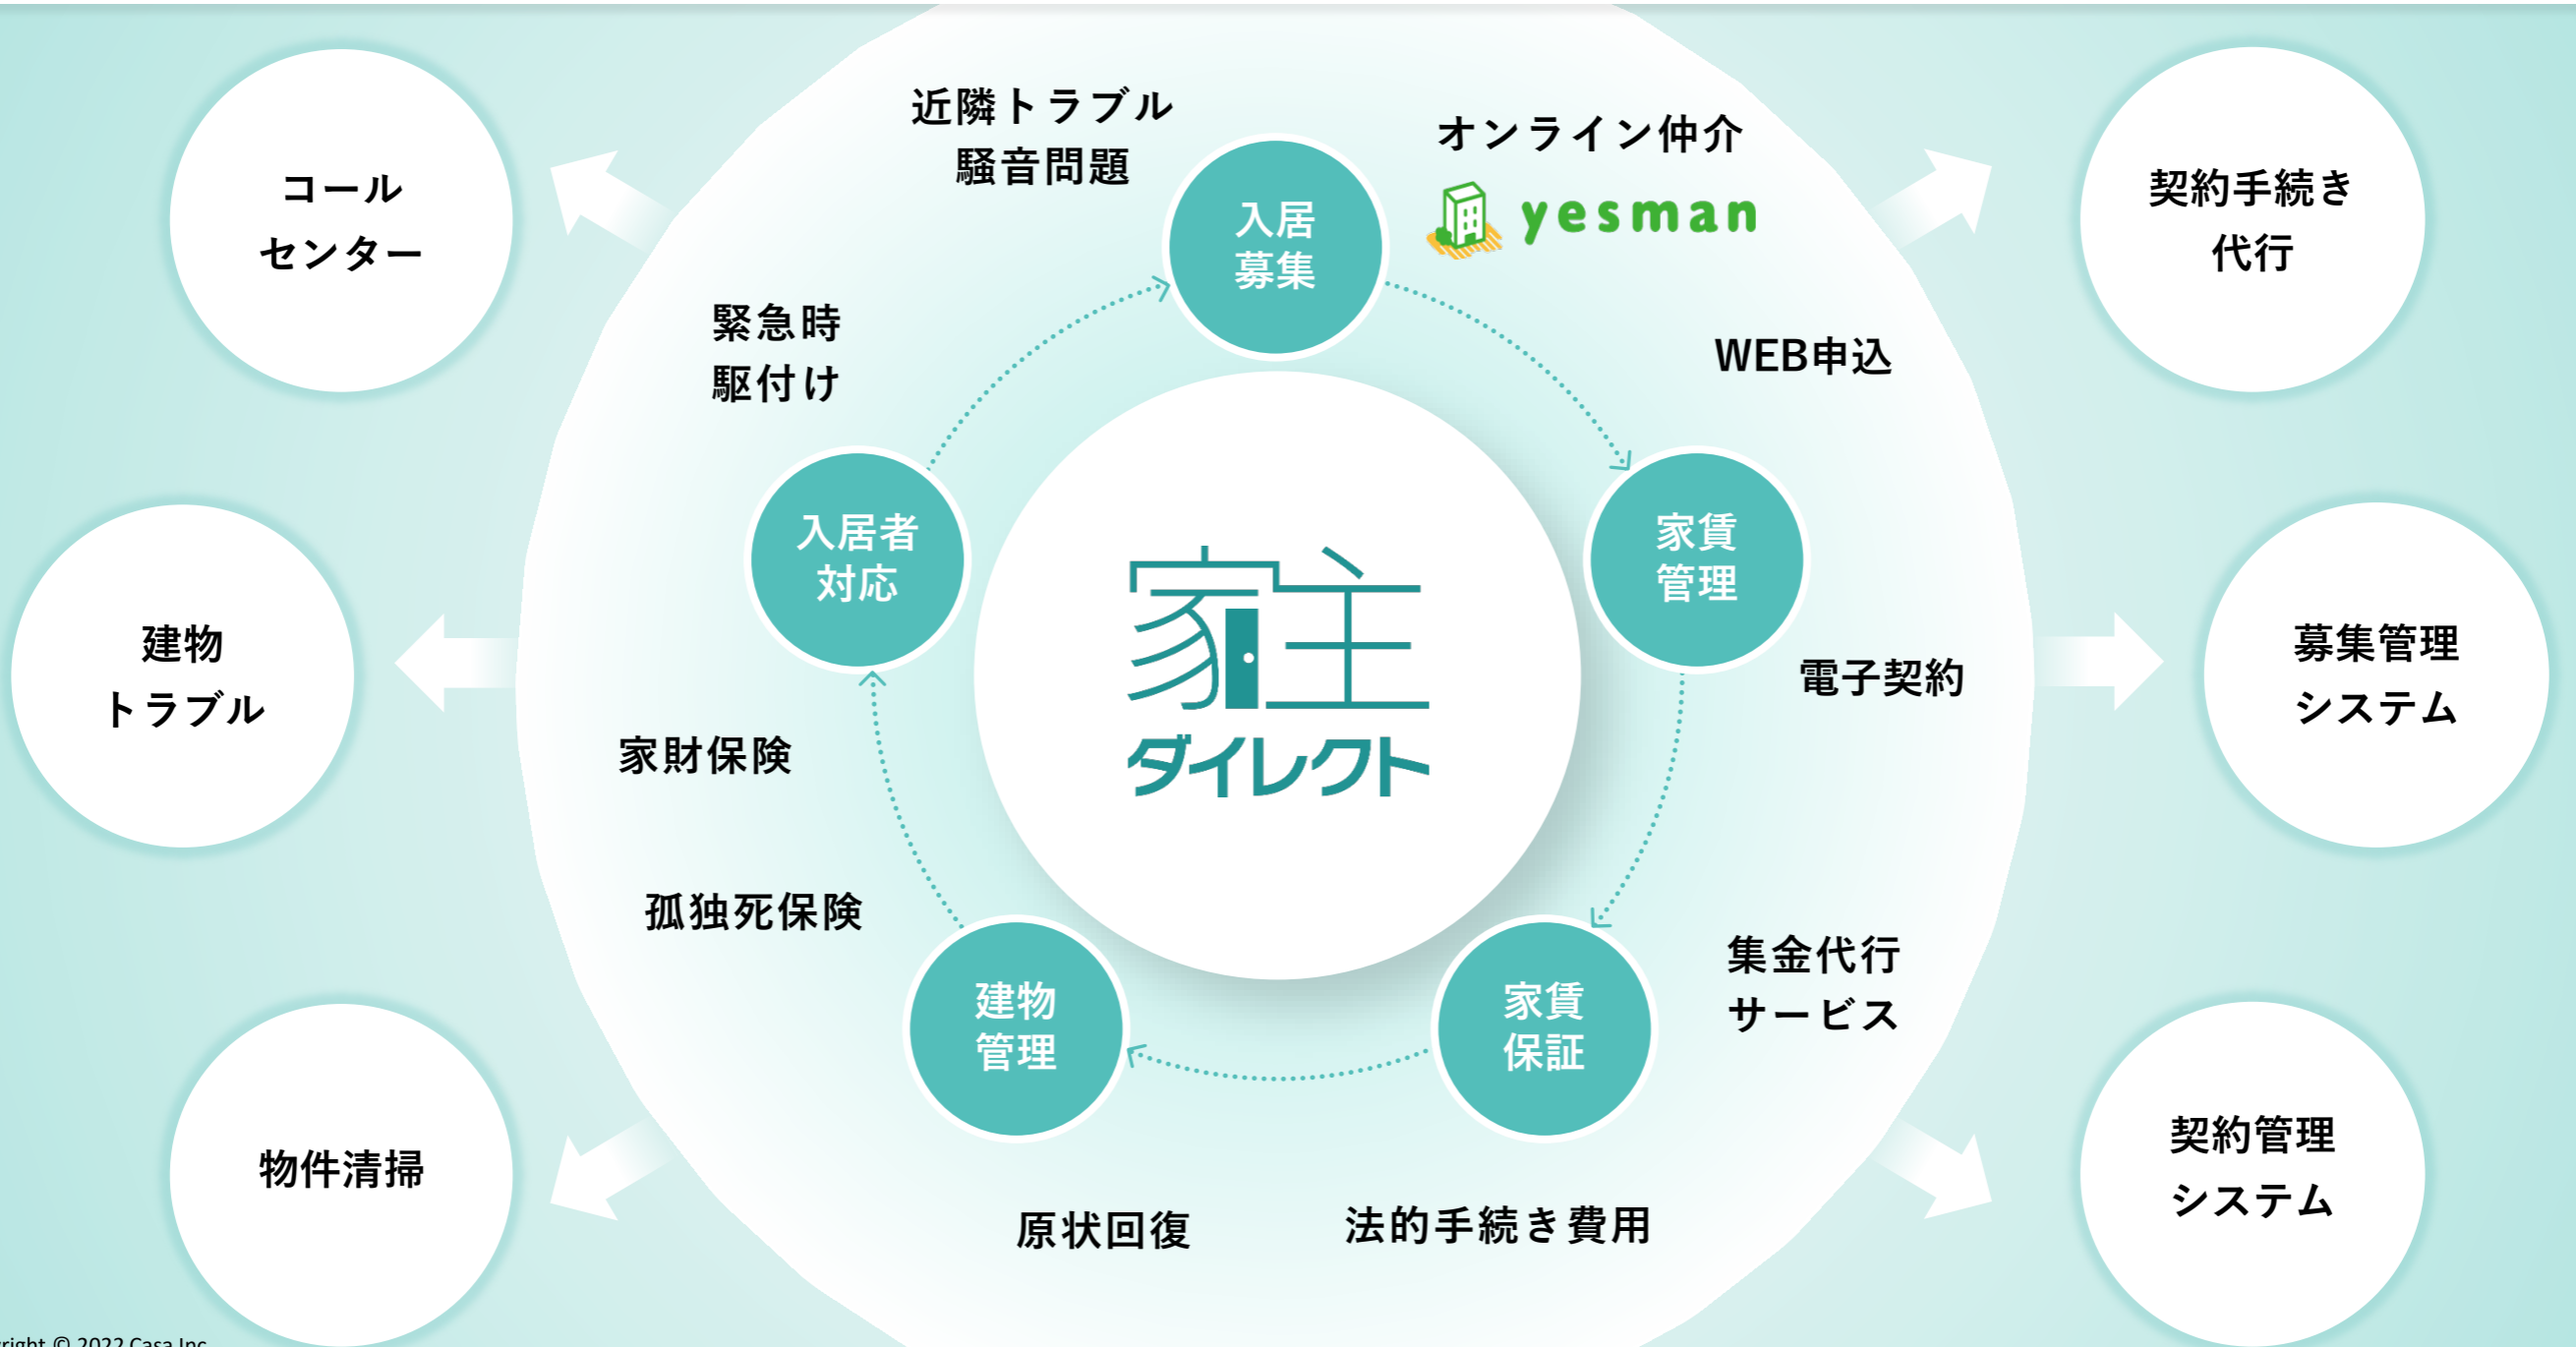 近隣トラブル
騒音問題
オンライン仲介
yesman
コール
センター
契約手続き
代行
入居
募集
緊急時
駆付け
WEB申込
入居者
対応
家賃
管理
家主
ダイレクト
建物
トラブル
募集管理
システム
電子契約
家財保険
孤独死保険
集金代行
サービス
建物
管理
家賃
保証
物件清掃
契約管理
システム
原状回復
法的手続き費用
right © 2022 Casa Inc.